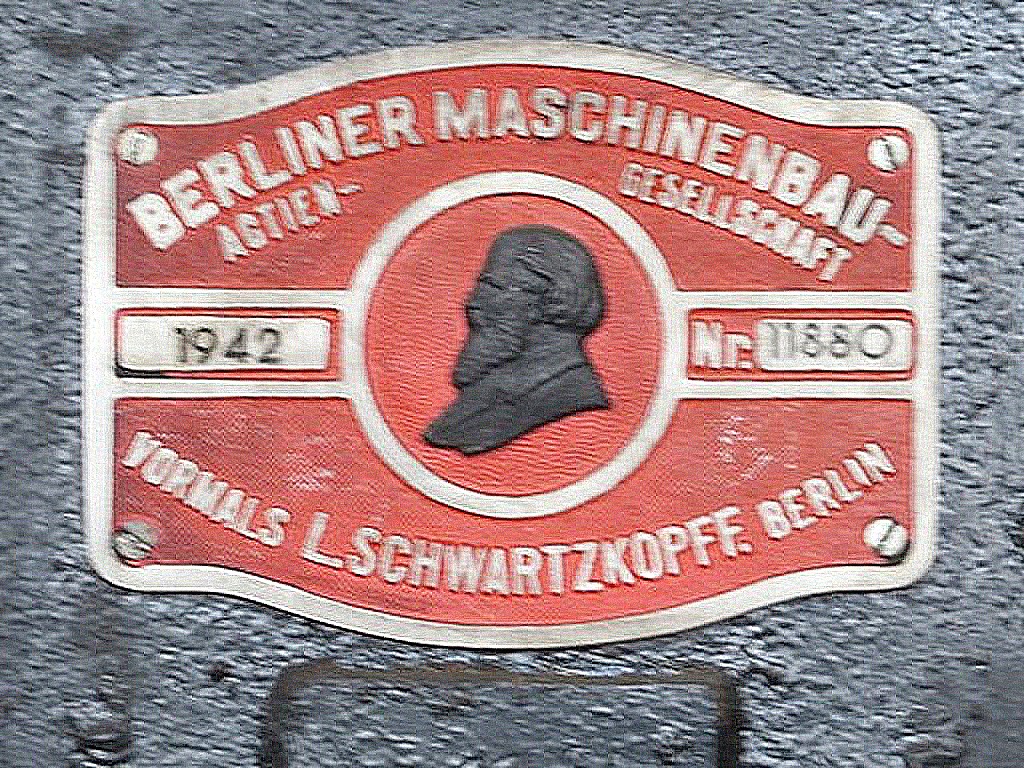 BERLINER MASCHINENBAU-
ACTIEN- GESELLSCHAFT
1942
Nr. 11880
VORMALS L. SCHWARTZKOPFF. BERLIN